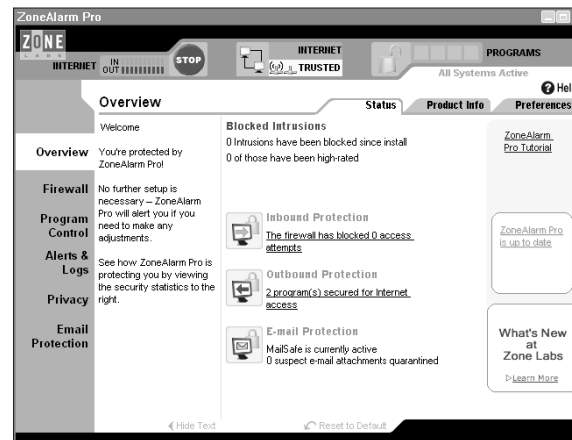 ZoneAlarm Pro
ZONE
LABS
INTERNET
IN
OUT
STOP
INTERNET
TRUSTED
PROGRAMS
All Systems Active
Hel
Overview
Status
Product Info
Preferences
Overview
Firewall
Program
Control
Alerts &
Logs
Privacy
Email
Protection
Welcome
You're protected by
ZoneAlarm Pro!
No further setup is
necessary – ZoneAlarm
Pro will alert you if you
need to make any
adjustments.
See how ZoneAlarm Pro is
protecting you by viewing
the security statistics to the
right.
Blocked Intrusions
0 Intrusions have been blocked since install
0 of those have been high-rated
Inbound Protection
The firewall has blocked 0 access
attempts
Outbound Protection
2 program(s) secured for Internet
access
E-mail Protection
MailSafe is currently active
0 suspect e-mail attachments quarantined
ZoneAlarm
Pro Tutorial
ZoneAlarm Pro
is up to date
What's New
at
Zone Labs
Learn More
Hide Text
Reset to Default